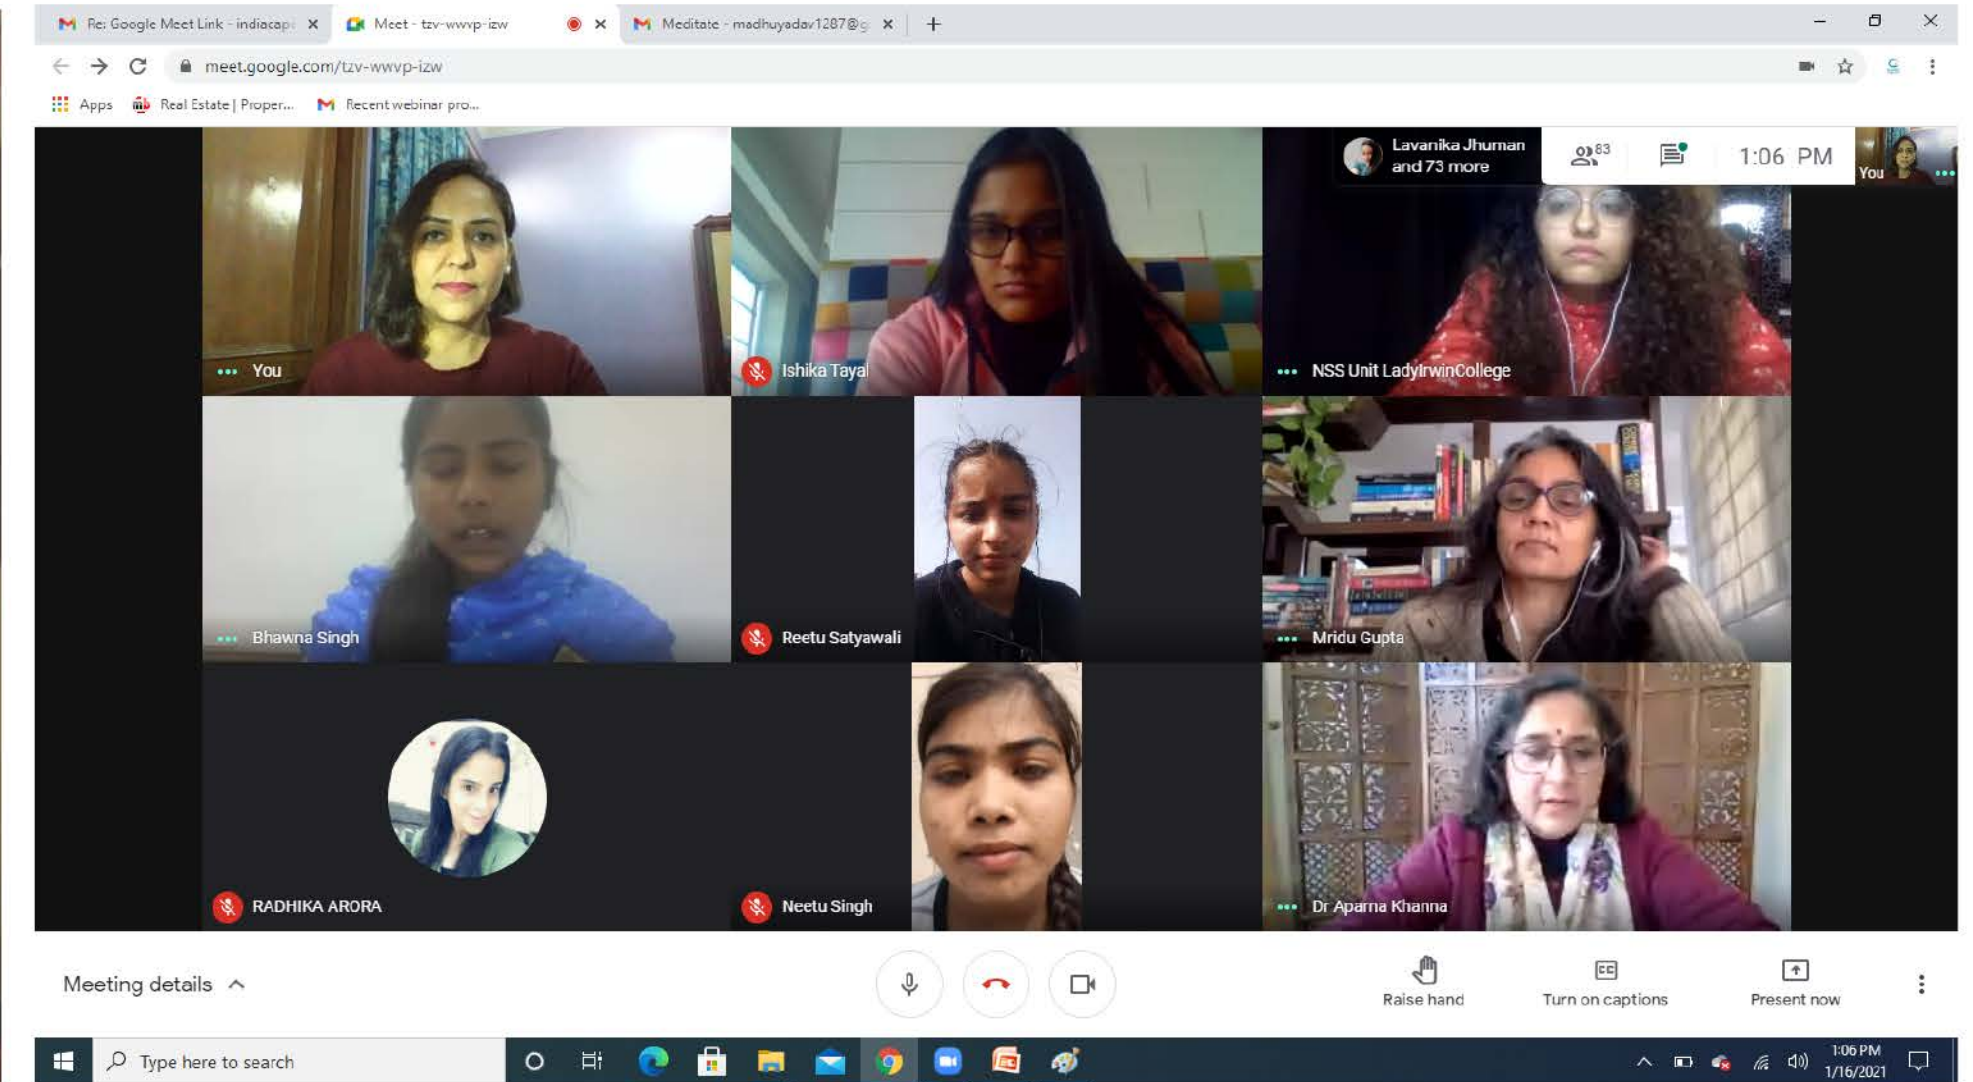 Re: Google Meet Link - indiacap
Meet - tzv-wwvp-izw
Meditate - madhuyadav1287@g
meet.google.com/tzv-wwvp-izw
Apps
Real Estate | Proper...
Recent webinar pro...
Lavanika Jhuman
and 73 more
83
1:06 PM
You
You
Ishika Tayal
NSS Unit LadyIrwinCollege
Bhawna Singh
Reetu Satyawali
Mridu Gupta
RADHIKA ARORA
Neetu Singh
Dr Aparna Khanna
Meeting details
Raise hand
CC
Turn on captions
Present now
Type here to search
1:06 PM
1/16/2021